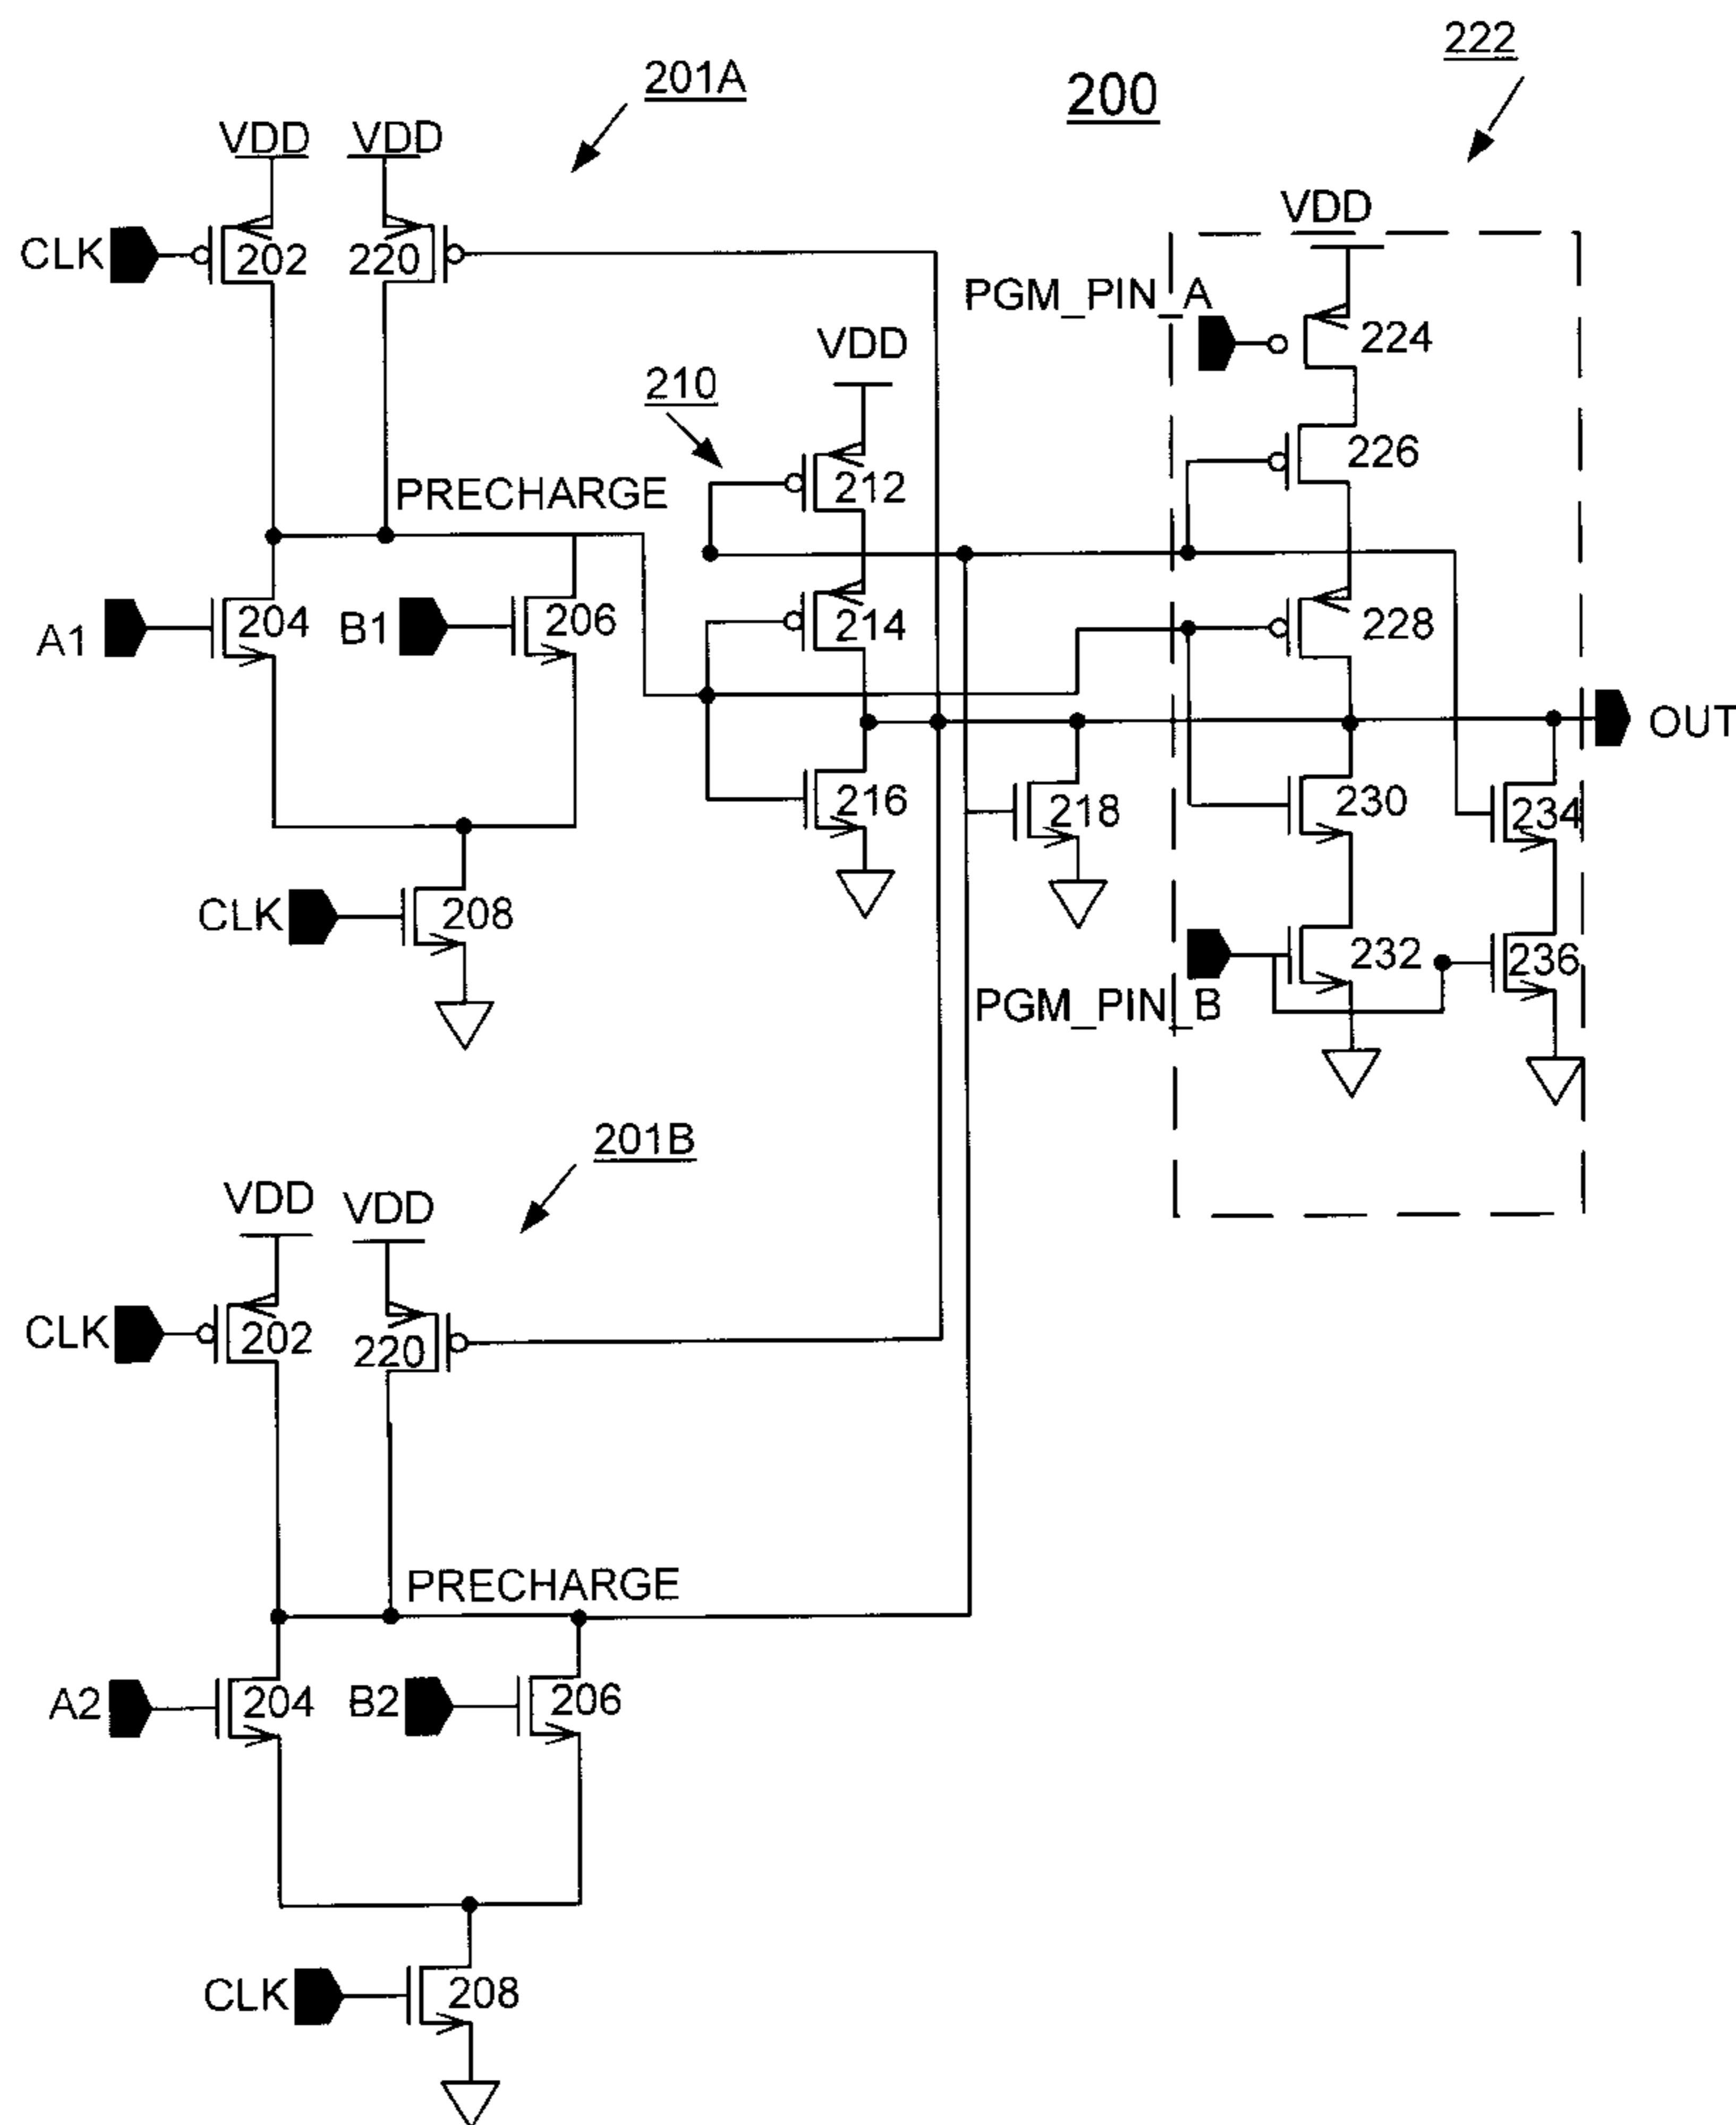 222
201A
200
VDD
VDD
VDD
CLK
202
220
PGM_PIN_A
224
VDD
210
226
212
PRECHARGE
A1
204
B1
206
214
228
OUT
216
218
230
234
CLK
208
232
236
PGM_PIN_B
201B
VDD
VDD
CLK
202
220
PRECHARGE
A2
204
B2
206
CLK
208